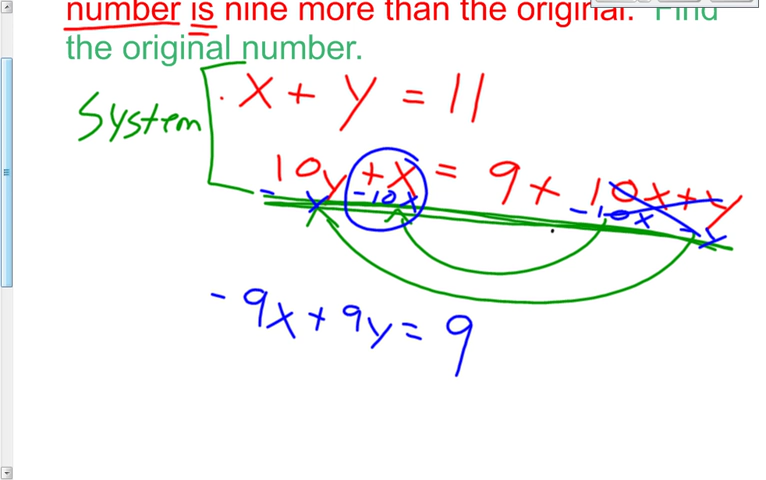 number is nine more than the original. Find
the original number.
System
x + y = 11
10y + x = 9 + 10x + y
- y - 10x - 10x - y
- 9x + 9y = 9